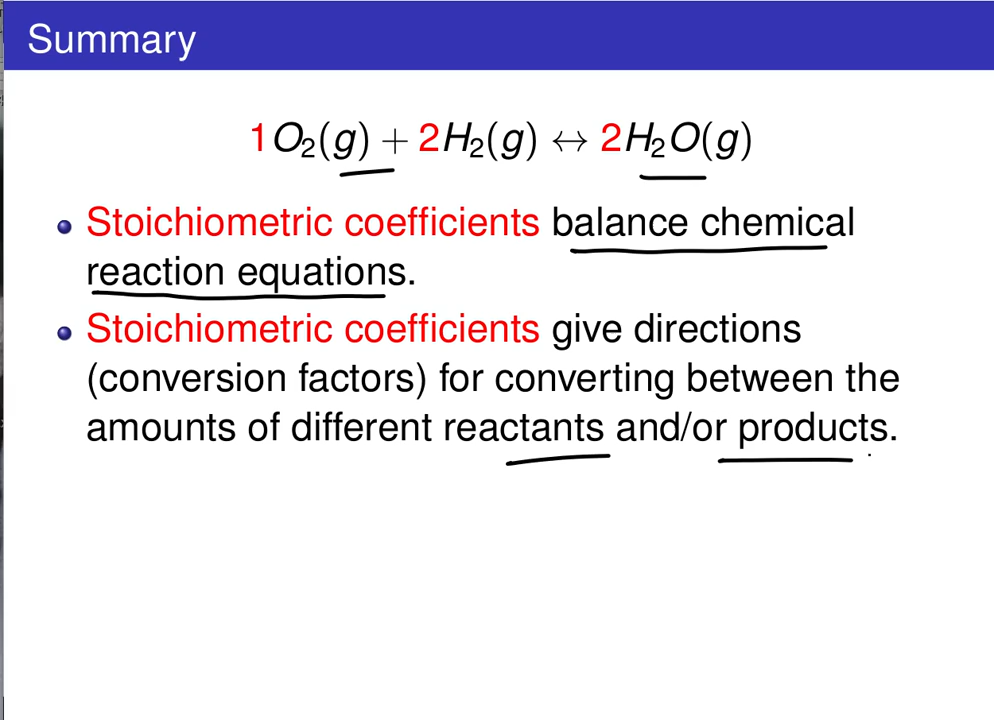 Summary
1O₂(g) + 2H₂(g) ↔ 2H₂O(g)
Stoichiometric coefficients balance chemical
reaction equations.
Stoichiometric coefficients give directions
(conversion factors) for converting between the
amounts of different reactants and/or products.